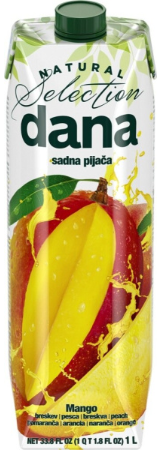 NATURAL
Selection
dana
sadna pijača
Mango
breskev | pesca | breskva | peach
pomaranča | arancia | naranča | orange
NET 33.8 FL OZ (1 QT 1.8 FL OZ) 1 L